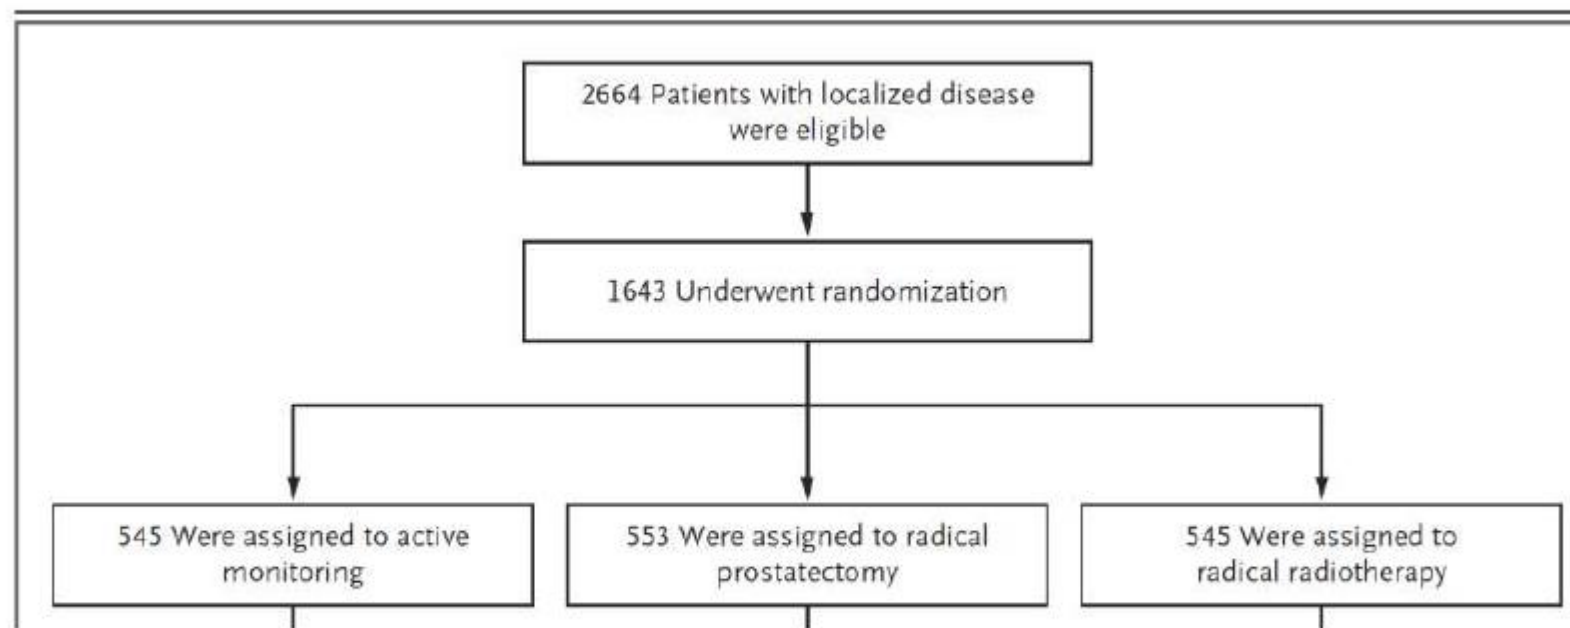 2664 Patients with localized disease
were eligible
1643 Underwent randomization
545 Were assigned to active
monitoring
553 Were assigned to radical
prostatectomy
545 Were assigned to
radical radiotherapy